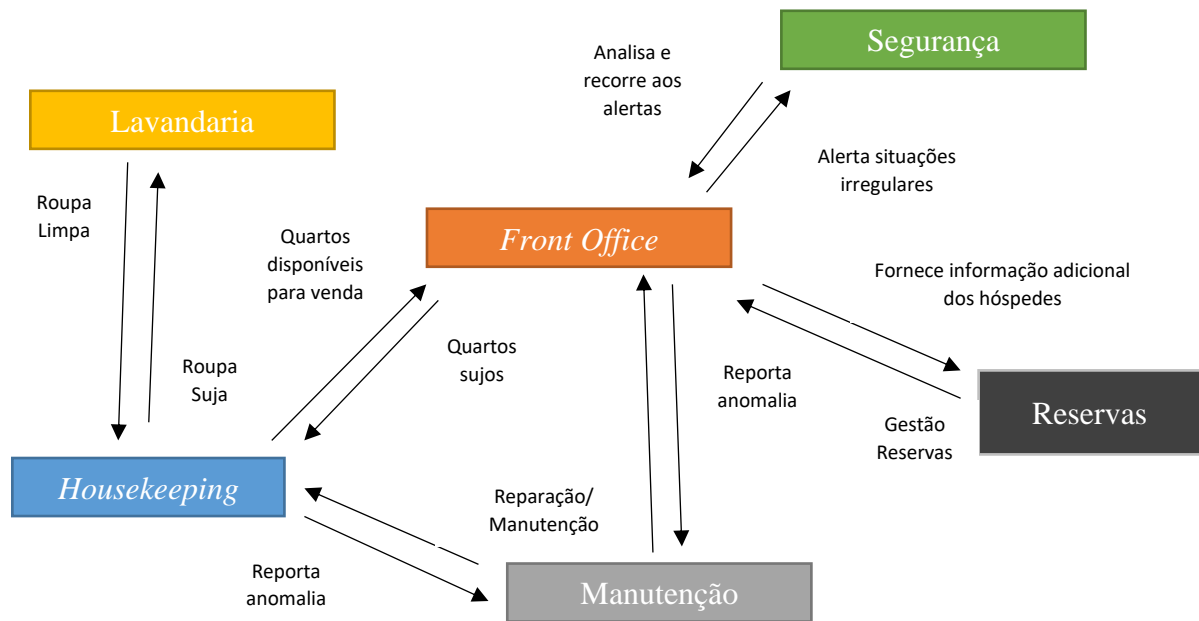 Segurança
Analisa e
recorre aos
alertas
Lavandaria
Alerta situações
irregulares
Roupa
Limpa
Front Office
Quartos
disponíveis
para venda
Fornece informação adicional
dos hóspedes
Quartos
sujos
Roupa
Suja
Reporta
anomalia
Reservas
Gestão
Reservas
Housekeeping
Reparação/
Manutenção
Reporta
anomalia
Manutenção